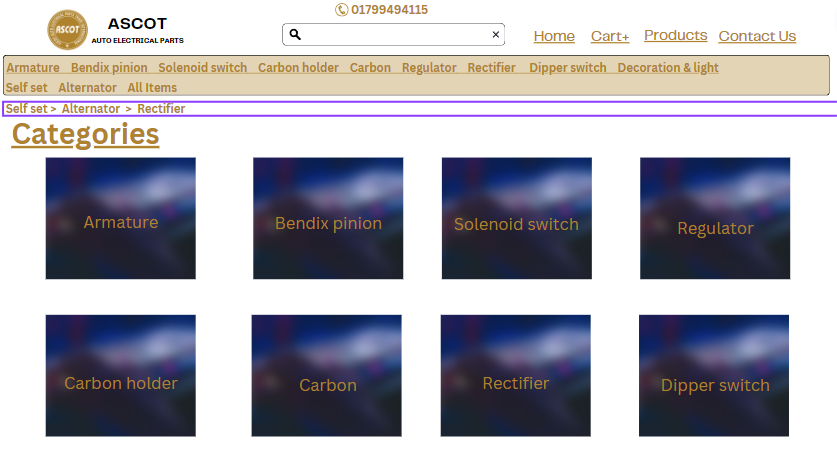 01799494115
ASCOT
ASCOT
AUTO ELECTRICAL PARTS
Home Cart+ Products Contact Us
Armature Bendix pinion Solenoid switch Carbon holder Carbon Regulator Rectifier Dipper switch Decoration & light
Self set Alternator All Items
Self set > Alternator > Rectifier
Categories
Armature Bendix pinion Solenoid switch Regulator
Carbon holder Carbon Rectifier Dipper switch